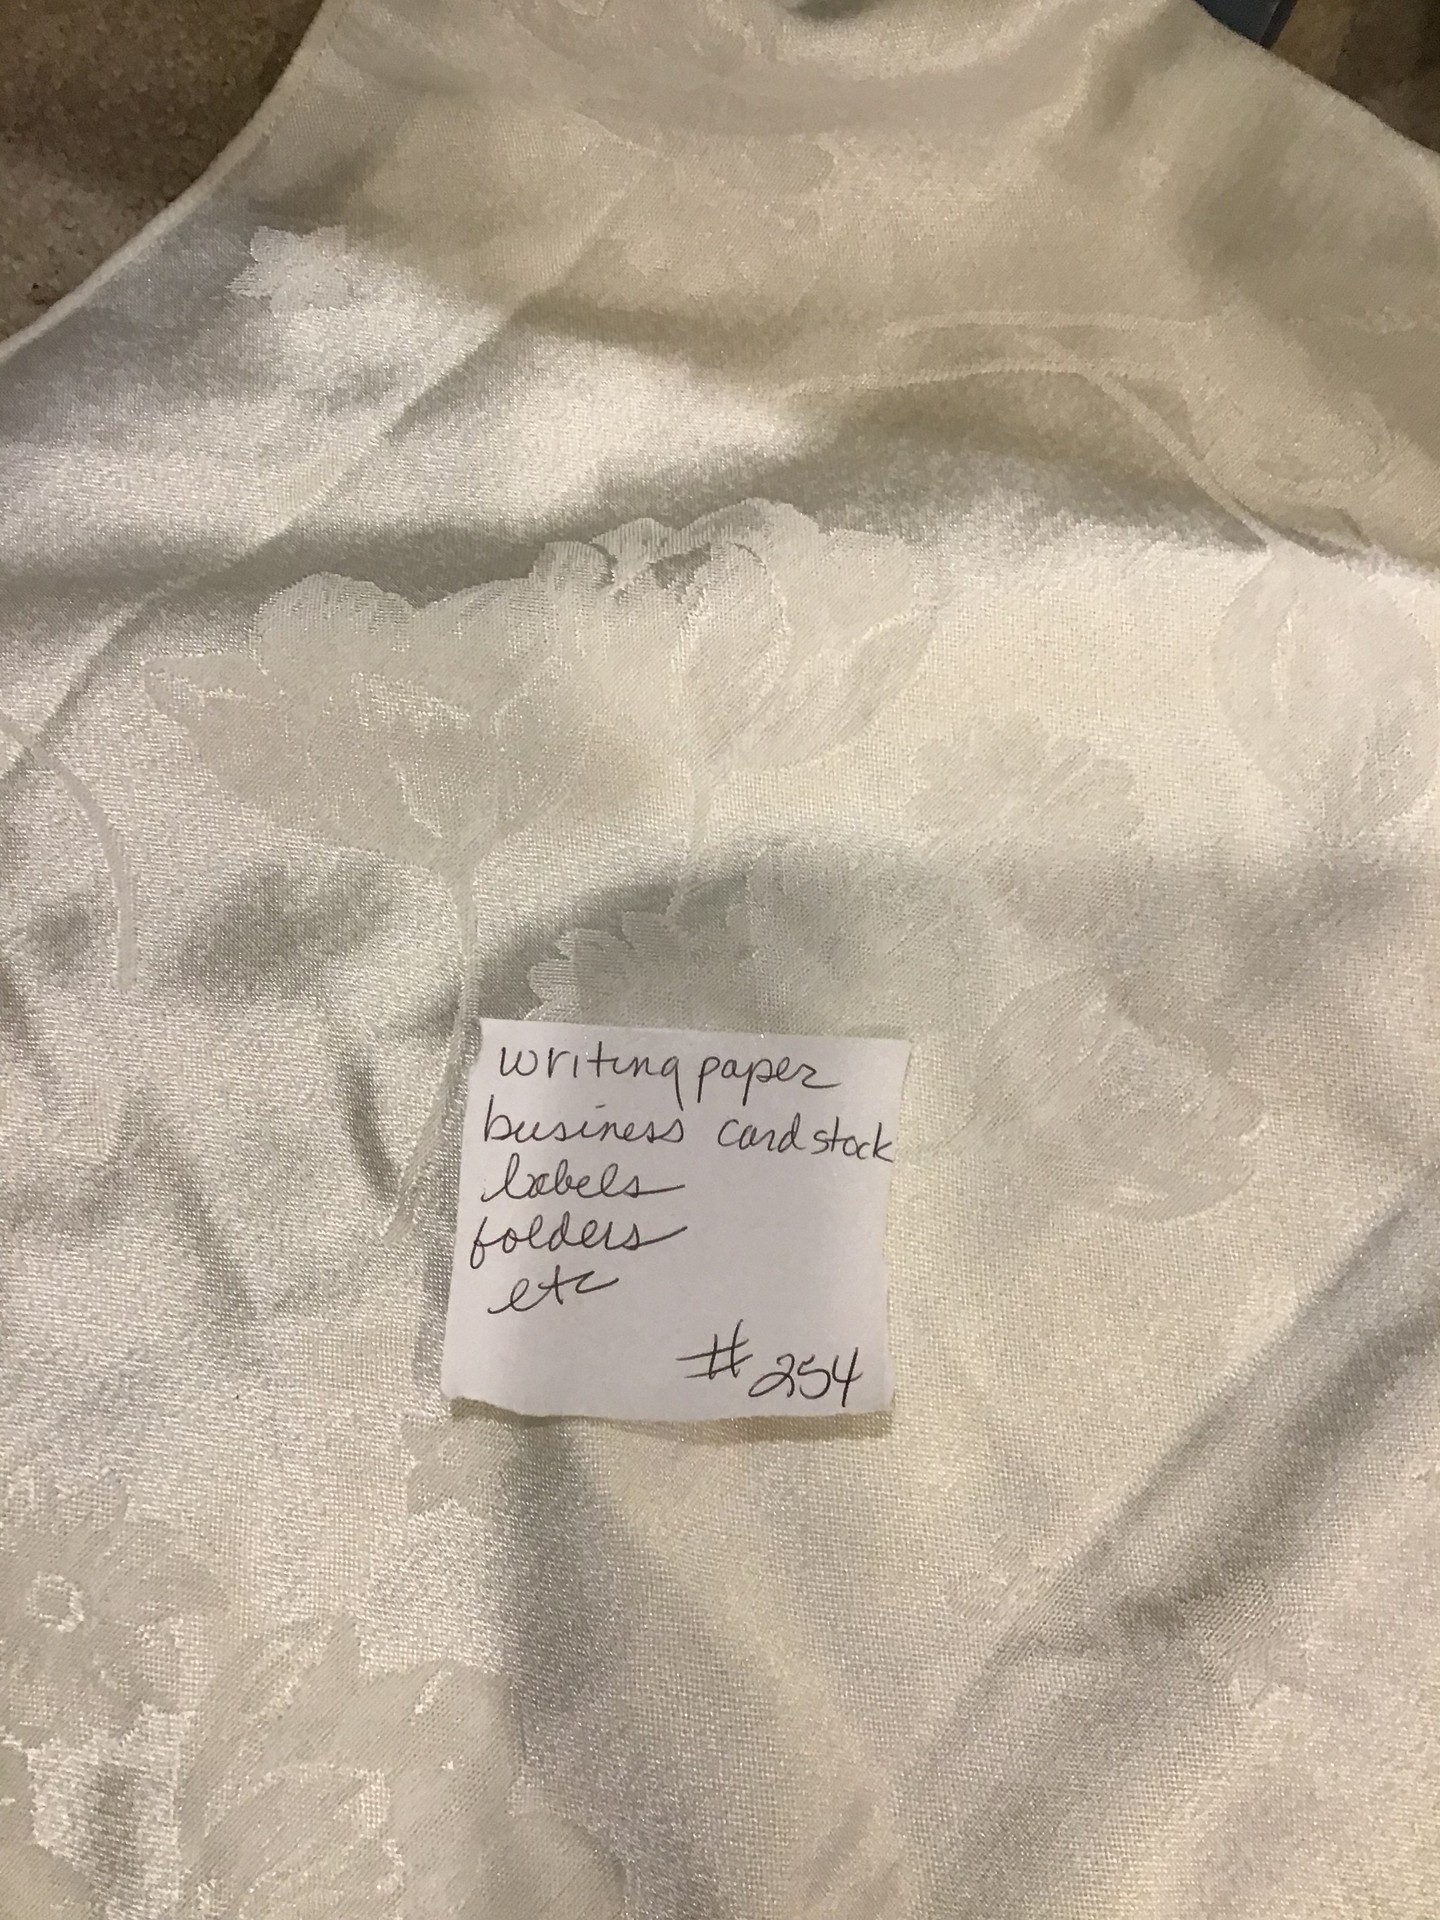 writing paper
business card stock
labels
folders
etc
# 254